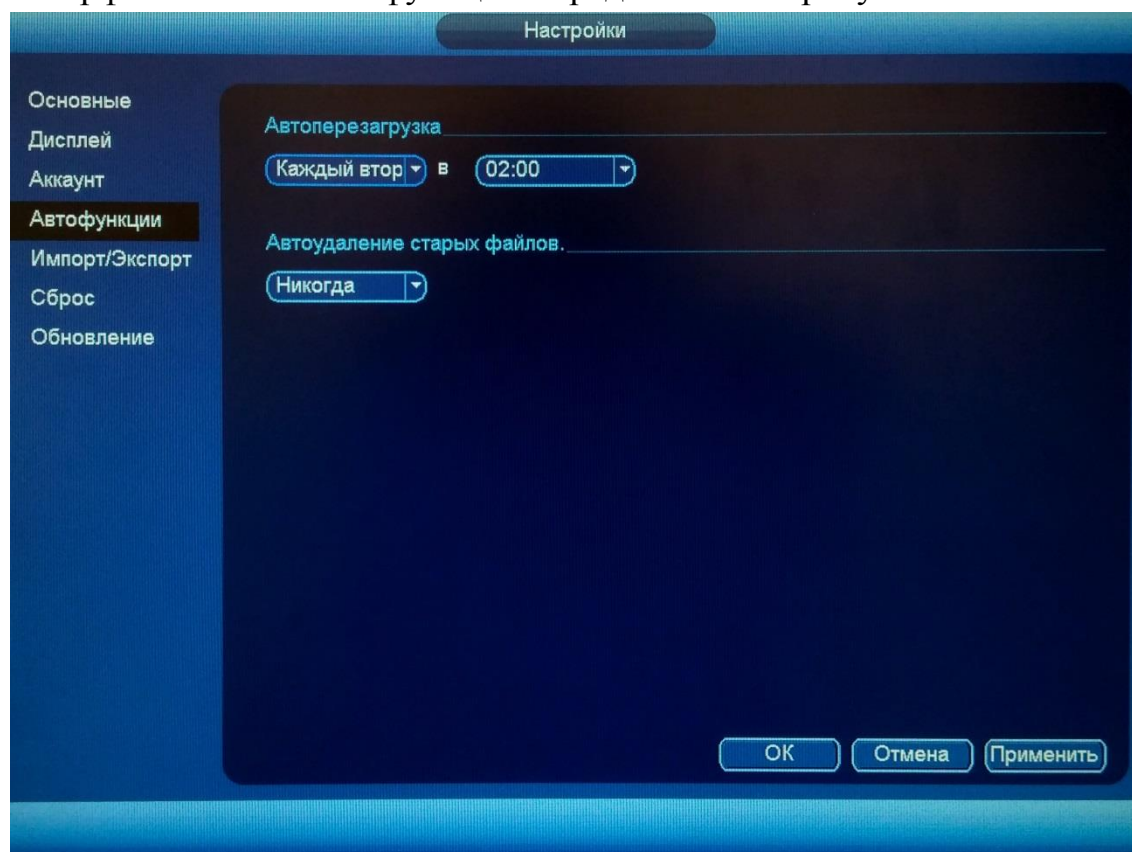 Настройки
Основные
Дисплей
Аккаунт
Автофункции
Импорт/Экспорт
Сброс
Обновление
Автоперезагрузка
Каждый втор в 02:00
Автоудаление старых файлов.
Никогда
ОК Отмена Применить